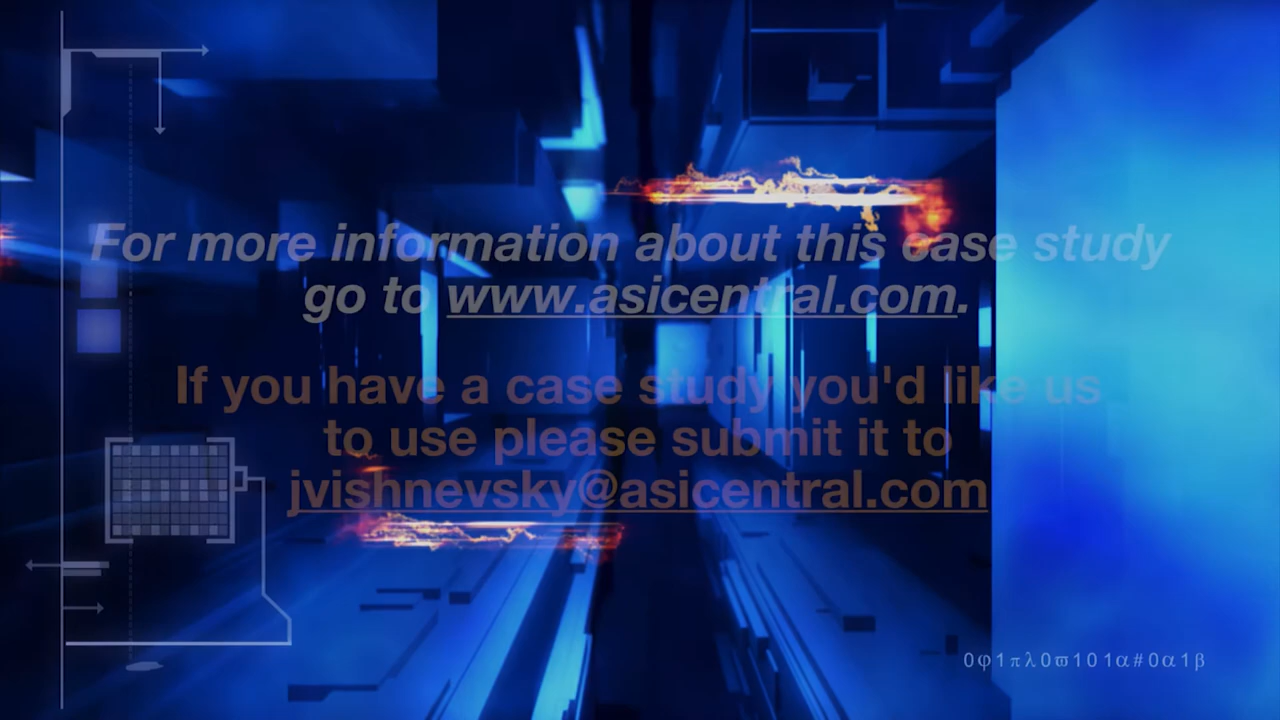 For more information about this case study
go to www.asicentral.com.
If you have a case study you'd like us
to use please submit it to
jvishnevsky@asicentral.com
0φ1πλ0ϖ101α#0α1β